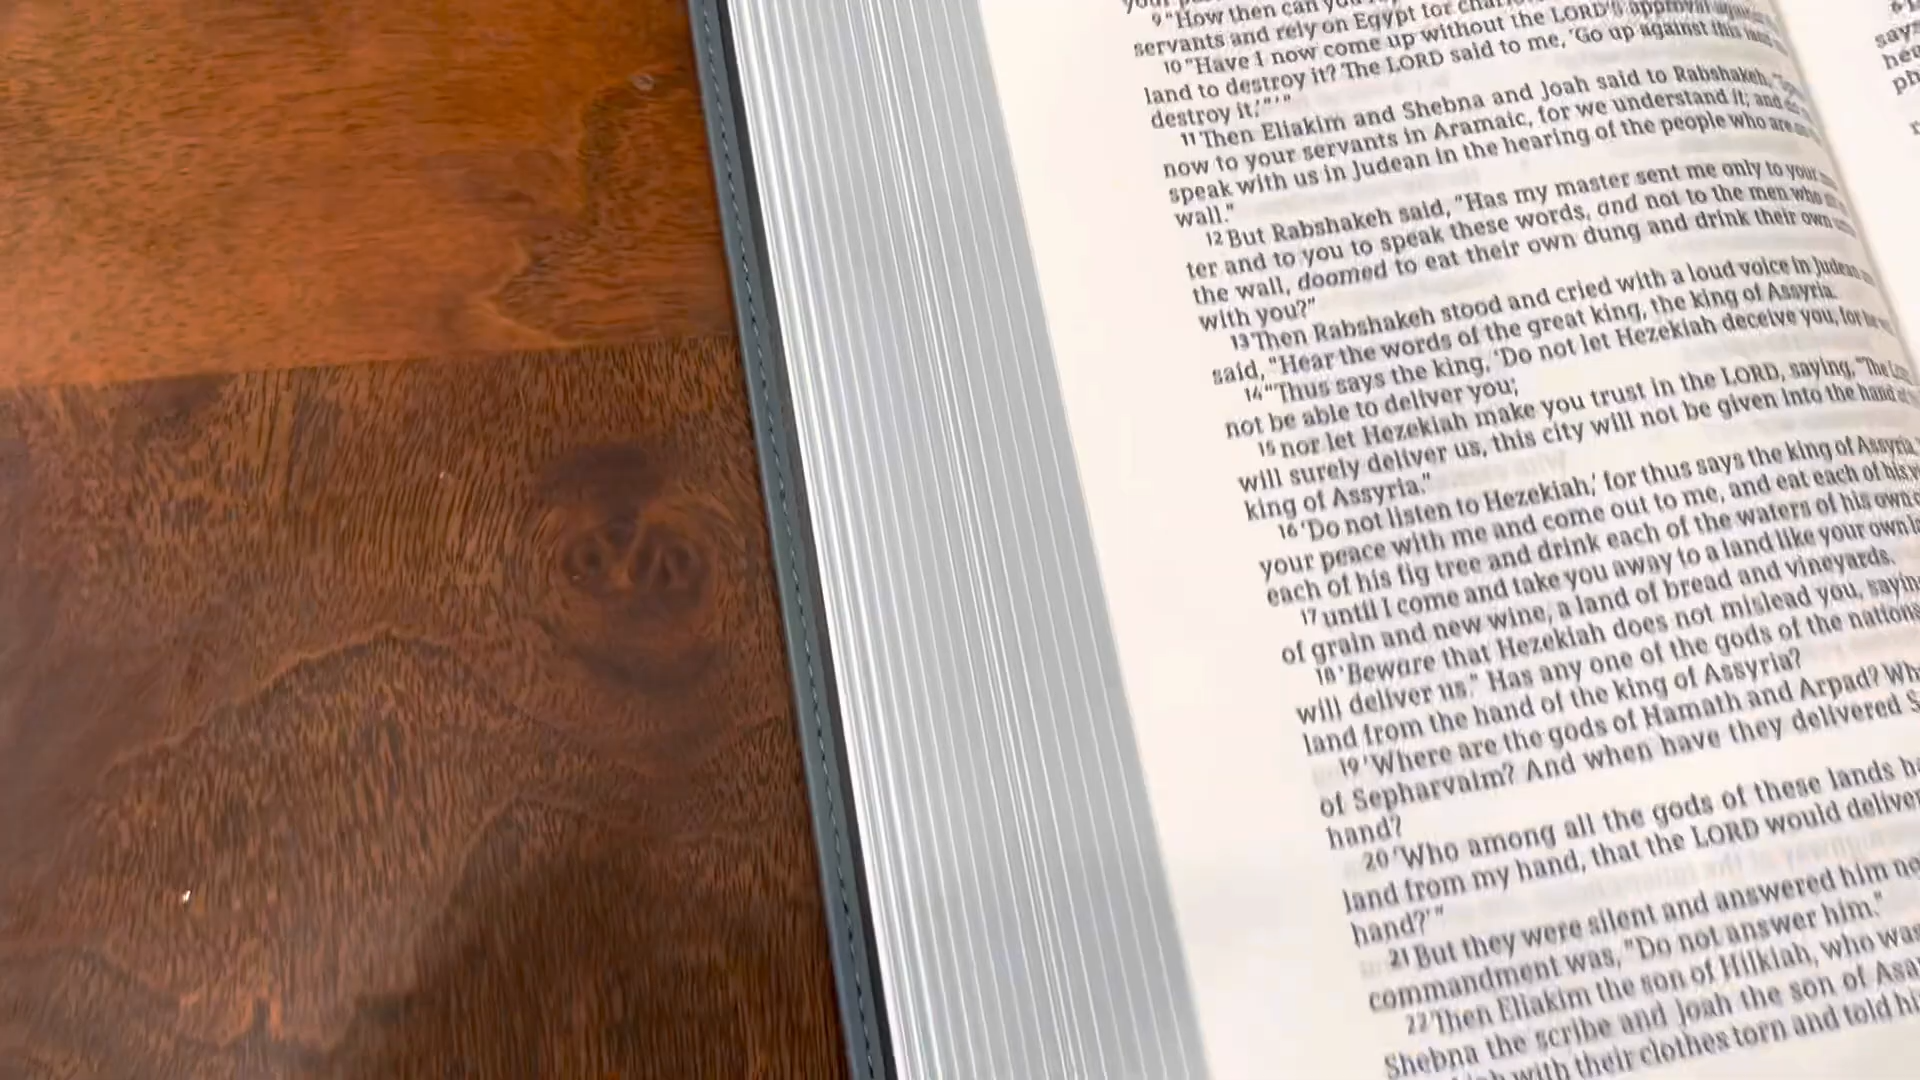 9 "How then can you
servants and rely on Egypt for
10 "Have I now come up without the LORD'S approval against this
land to destroy it? The LORD said to me, 'Go up against this land
destroy it.'"'"
11 Then Eliakim and Shebna and Joah said to Rabshakeh,
now to your servants in Aramaic, for we understand it; and do
speak with us in Judean in the hearing of the people who are on
wall."
12 But Rabshakeh said, "Has my master sent me only to your
ter and to you to speak these words, and not to the men who
the wall, doomed to eat their own dung and drink their own
with you?"
13 Then Rabshakeh stood and cried with a loud voice in Judean
said, "Hear the words of the great king, the king of Assyria.
14 "Thus says the king, 'Do not let Hezekiah deceive you, for
not be able to deliver you;
15 nor let Hezekiah make you trust in the LORD, saying, "The
will surely deliver us, this city will not be given into the hand
king of Assyria."
16 'Do not listen to Hezekiah,' for thus says the king of Assyria,
your peace with me and come out to me, and eat each of his
each of his fig tree and drink each of the waters of his own
17 until I come and take you away to a land like your own
of grain and new wine, a land of bread and vineyards.
18 'Beware that Hezekiah does not mislead you,
will deliver us." Has any one of the gods of the nations
land from the hand of the king of Assyria?
19 'Where are the gods of Hamath and Arpad?
of Sepharvaim? And when have they delivered
hand?
20 'Who among all the gods of these lands
land from my hand, that the LORD would deliver
hand?'"
21 But they were silent and answered him
commandment was, "Do not answer him."
22 Then Eliakim the son of Hilkiah, who was
Shebna the scribe and Joah the son of
with their clothes torn and told